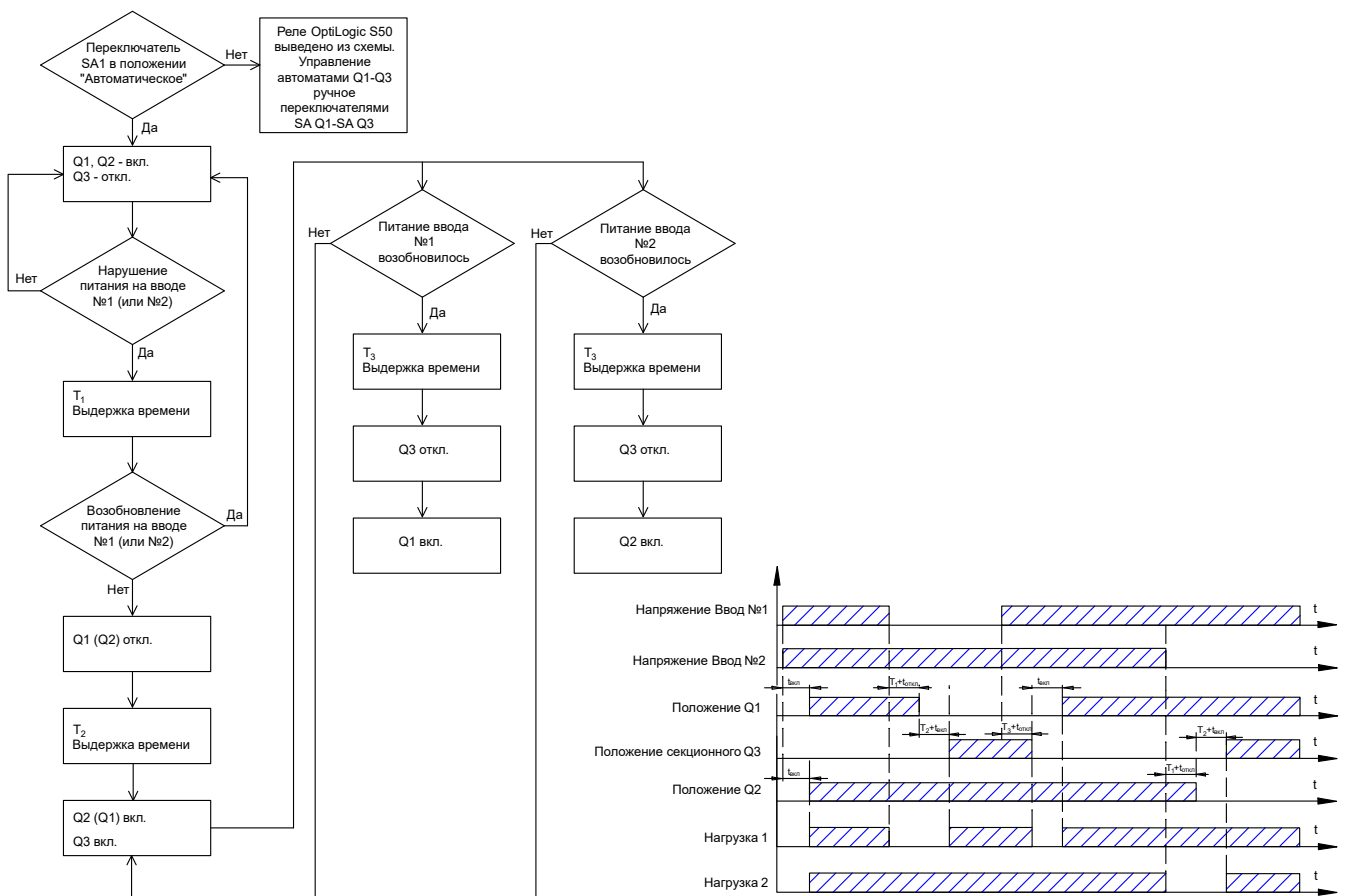 Переключатель
SA1 в положении
"Автоматическое"
Нет
Реле OptiLogic S50
выведено из схемы.
Управление
автоматами Q1-Q3
ручное
переключателями
SA Q1-SA Q3
Да
Q1, Q2 - вкл.
Q3 - откл.
Нарушение
питания на вводе
№1 (или №2)
Нет
Да
T1
Выдержка времени
Возобновление
питания на вводе
№1 (или №2)
Да
Нет
Q1 (Q2) откл.
T2
Выдержка времени
Q2 (Q1) вкл.
Q3 вкл.
Нет
Питание ввода
№1
возобновилось
Да
T3
Выдержка времени
Q3 откл.
Q1 вкл.
Нет
Питание ввода
№2
возобновилось
Да
T3
Выдержка времени
Q3 откл.
Q2 вкл.
Напряжение Ввод №1
t
Напряжение Ввод №2
t
tвкл
T1+tоткл
tвкл
Положение Q1
t
T2+tвкл
T3+tоткл
T2+tвкл
Положение секционного Q3
t
tвкл
T1+tоткл
Положение Q2
t
Нагрузка 1
t
Нагрузка 2
t